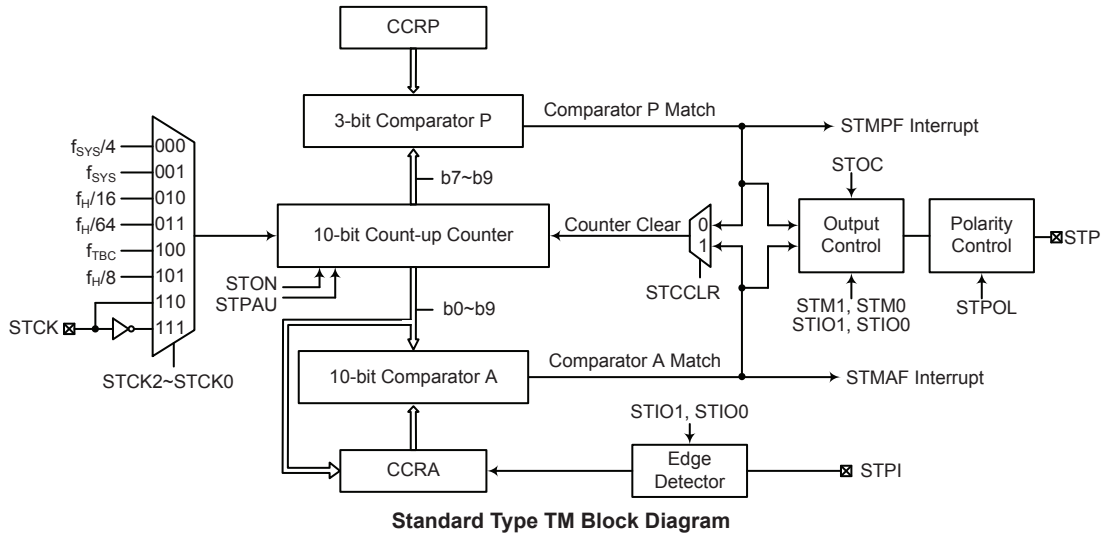 CCRP
3-bit Comparator P
Comparator P Match
STMPF Interrupt
b7~b9
fSYS/4
000
fSYS
001
fH/16
010
fH/64
011
fTBC
100
fH/8
101
110
111
STCK
STCK2~STCK0
10-bit Count-up Counter
STON
STPAU
Counter Clear
0
1
STCCLR
STOC
Output
Control
STM1, STM0
STIO1, STIO0
Polarity
Control
STPOL
STP
b0~b9
10-bit Comparator A
Comparator A Match
STMAF Interrupt
CCRA
STIO1, STIO0
Edge
Detector
STPI
Standard Type TM Block Diagram